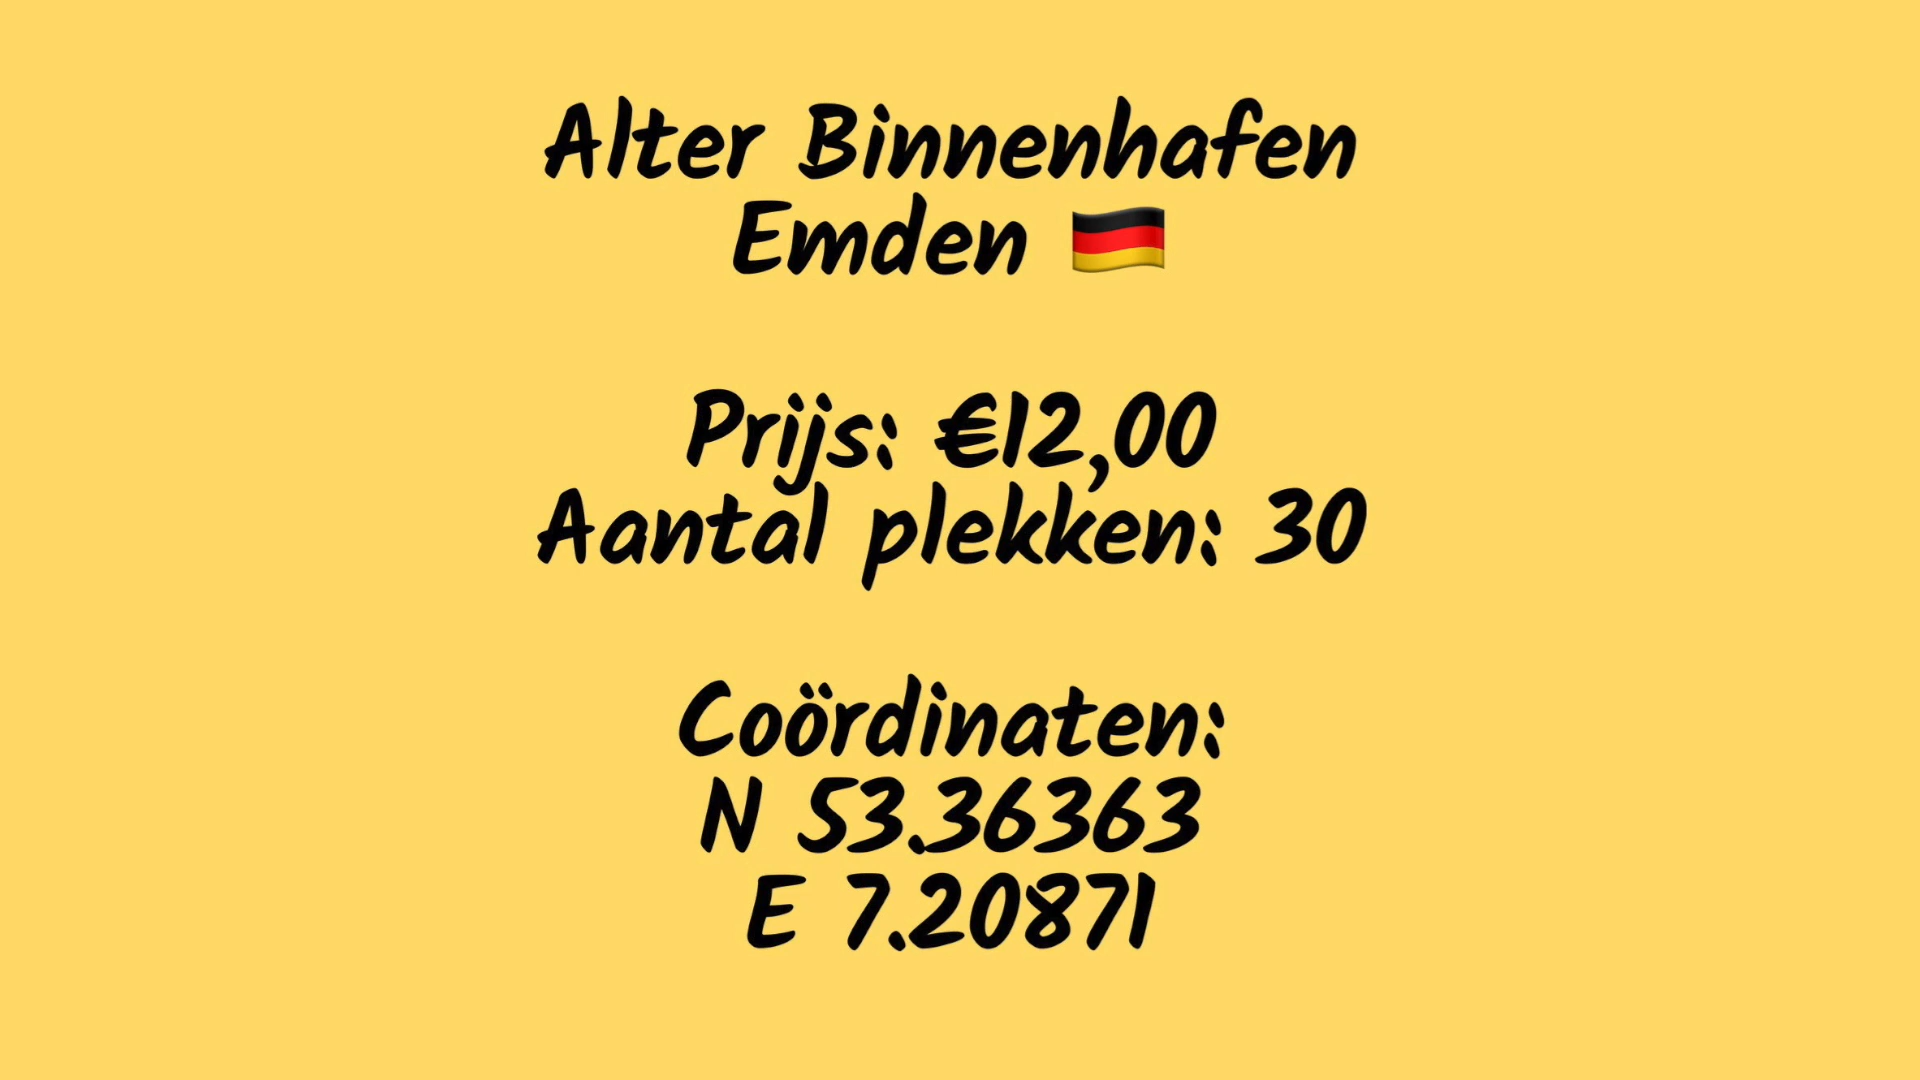 Alter Binnenhafen
Emden 🇩🇪
Prijs: €12,00
Aantal plekken: 30
Coördinaten:
N 53.36363
E 7.20871